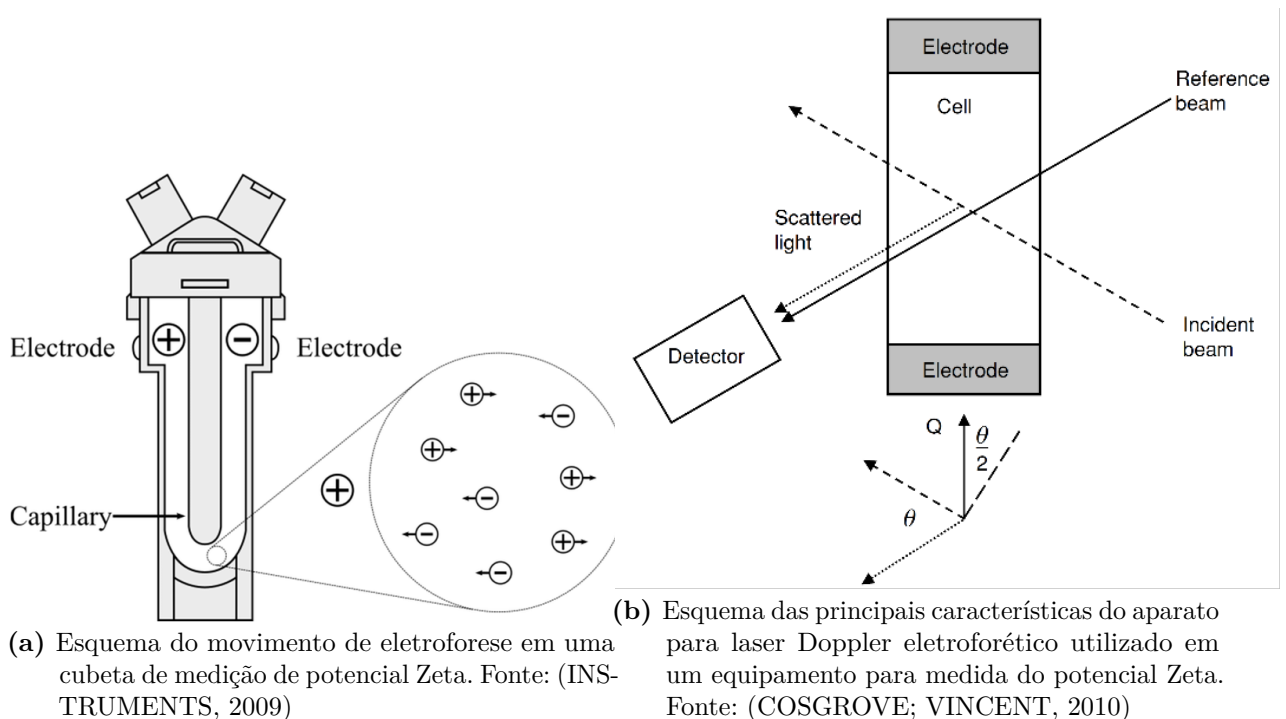 Electrode
Electrode
Capillary
+
−
+
+
−
+
+
−
−
+
−
(a) Esquema do movimento de eletroforese em uma
cubeta de medição de potencial Zeta. Fonte: (INS-
TRUMENTS, 2009)
Electrode
Cell
Reference
beam
Scattered
light
Incident
beam
Detector
Electrode
Q
θ/2
θ
(b) Esquema das principais características do aparato
para laser Doppler eletroforético utilizado em
um equipamento para medida do potencial Zeta.
Fonte: (COSGROVE; VINCENT, 2010)